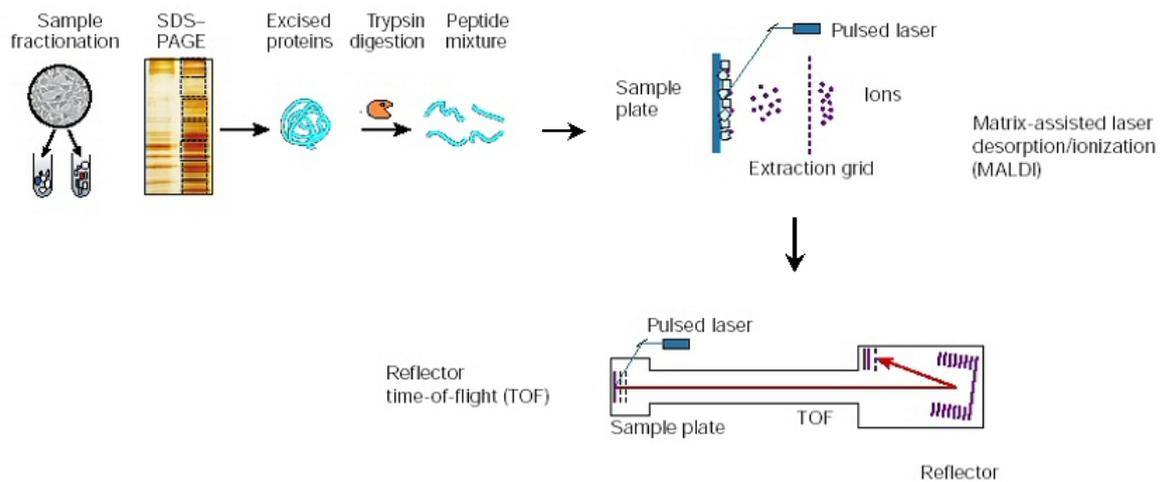 Sample
fractionation
SDS–
PAGE
Excised
proteins
Trypsin
digestion
Peptide
mixture
Pulsed laser
Sample
plate
Ions
Extraction grid
Matrix-assisted laser
desorption/ionization
(MALDI)
Pulsed laser
Reflector
time-of-flight (TOF)
Sample plate
TOF
Reflector